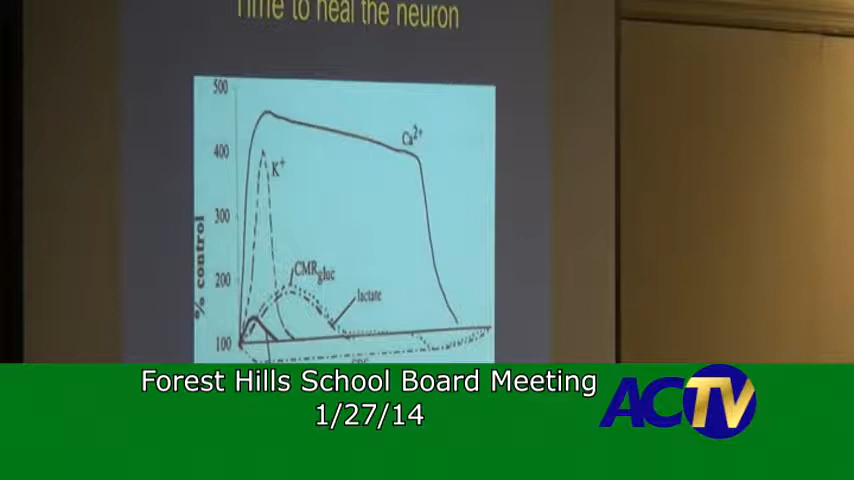 Time to heal the neuron
500
400
300
200
100
% control
Ca2+
K+
CMRgluc
lactate
Forest Hills School Board Meeting
1/27/14
ACTV